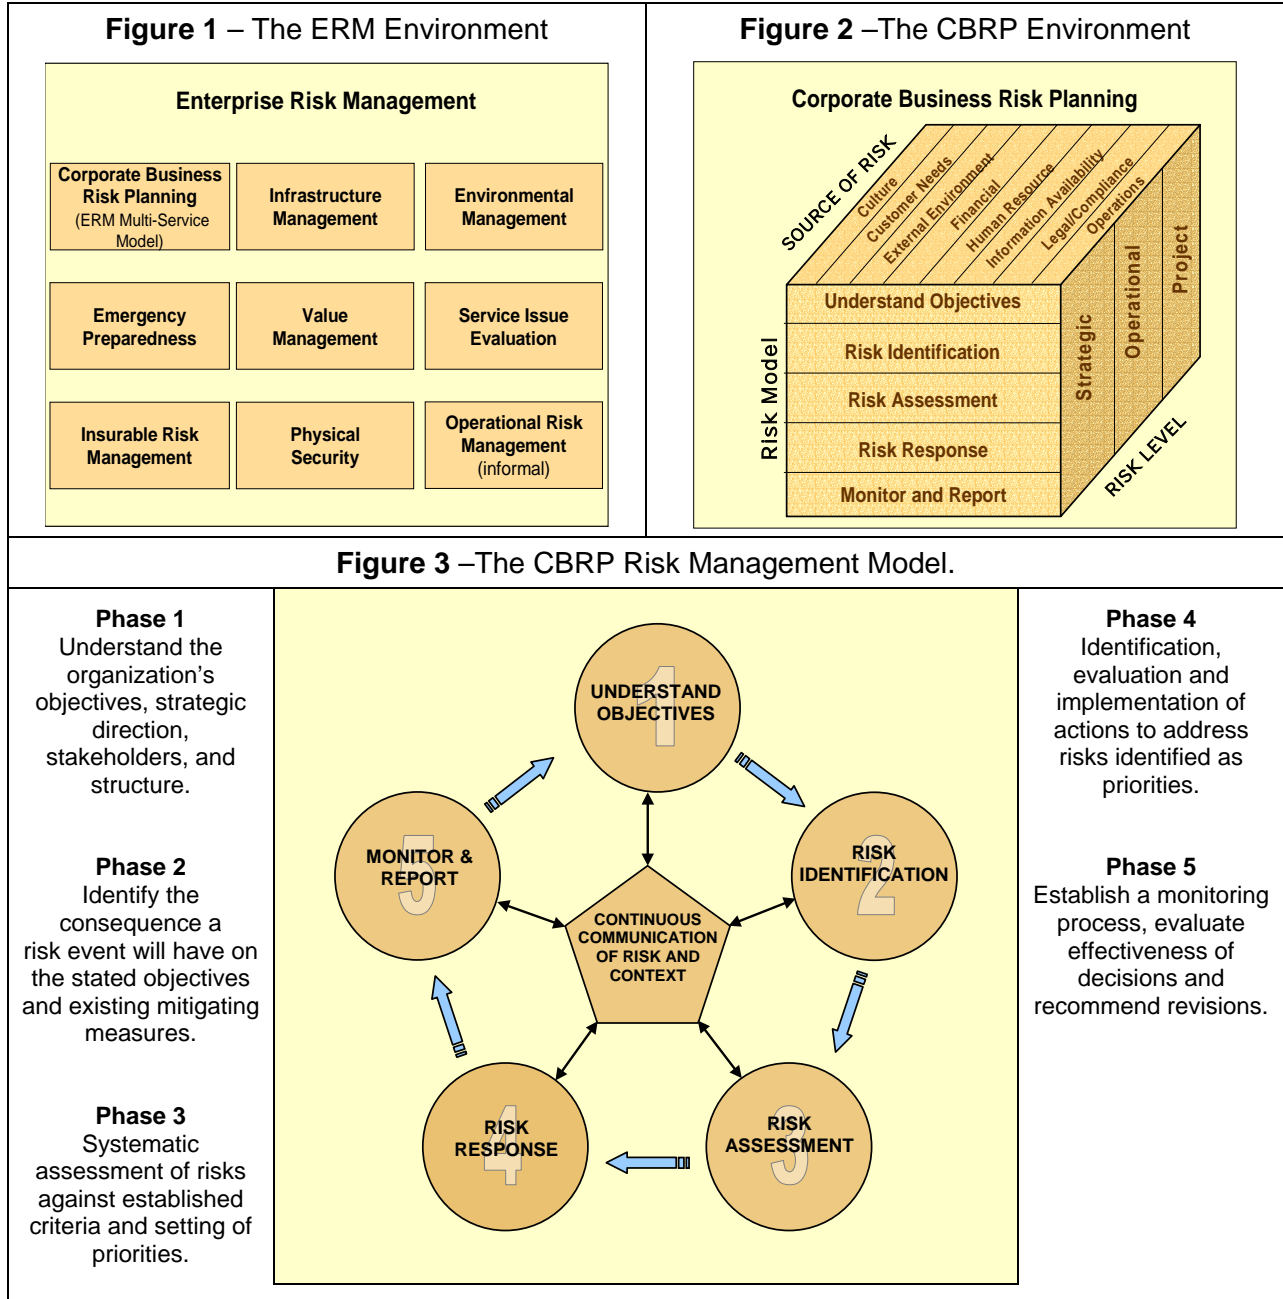 Figure 1 – The ERM Environment
Enterprise Risk Management
Corporate Business
Risk Planning
(ERM Multi-Service
Model)
Infrastructure
Management
Environmental
Management
Emergency
Preparedness
Value
Management
Service Issue
Evaluation
Insurable Risk
Management
Physical
Security
Operational Risk
Management
(informal)
Figure 2 –The CBRP Environment
Corporate Business Risk Planning
SOURCE OF RISK
Culture
Customer Needs
External Environment
Financial
Human Resource
Information Availability
Legal/Compliance
Operations
Risk Model
Understand Objectives
Risk Identification
Risk Assessment
Risk Response
Monitor and Report
Strategic
Operational
Project
RISK LEVEL
Figure 3 –The CBRP Risk Management Model.
Phase 1
Understand the
organization’s
objectives, strategic
direction,
stakeholders, and
structure.
Phase 2
Identify the
consequence a
risk event will have on
the stated objectives
and existing mitigating
measures.
Phase 3
Systematic
assessment of risks
against established
criteria and setting of
priorities.
1
UNDERSTAND
OBJECTIVES
2
RISK
IDENTIFICATION
3
RISK
ASSESSMENT
4
RISK
RESPONSE
5
MONITOR &
REPORT
CONTINUOUS
COMMUNICATION
OF RISK AND
CONTEXT
Phase 4
Identification,
evaluation and
implementation of
actions to address
risks identified as
priorities.
Phase 5
Establish a monitoring
process, evaluate
effectiveness of
decisions and
recommend revisions.